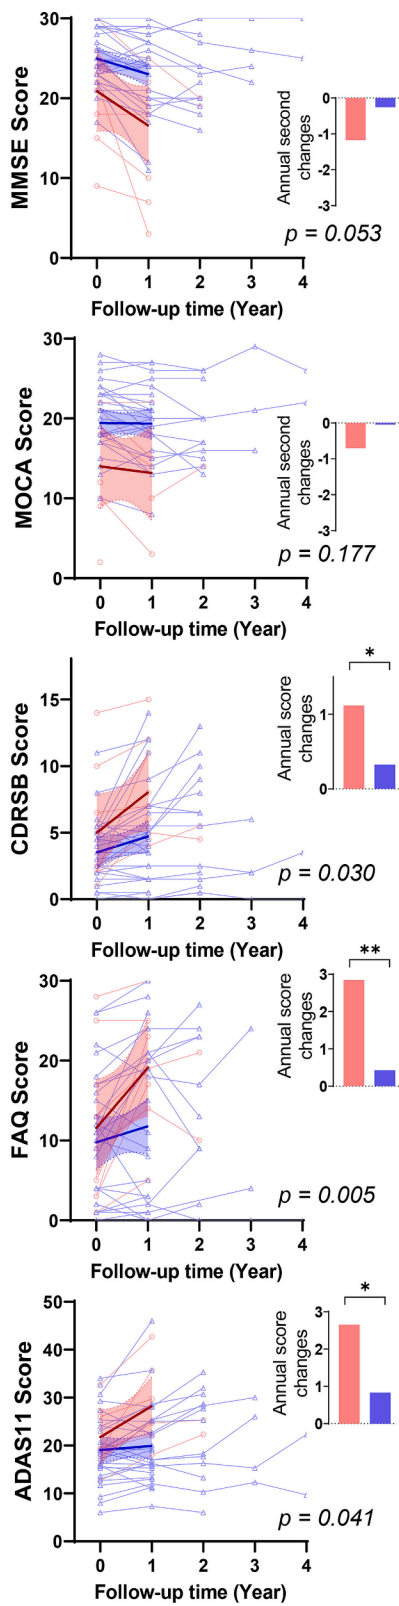 30
20
10
0
MMSE Score
0 1 2 3 4
Follow-up time (Year)
Annual second
changes
0
-1
-2
-3
p = 0.053
30
20
10
0
MOCA Score
0 1 2 3 4
Follow-up time (Year)
Annual second
changes
0
-1
-2
-3
p = 0.177
15
10
5
0
CDRSB Score
0 1 2 3 4
Follow-up time (Year)
Annual score
changes
*
1
0
p = 0.030
30
20
10
0
FAQ Score
0 1 2 3 4
Follow-up time (Year)
Annual score
changes
**
3
2
1
0
p = 0.005
50
40
30
20
10
0
ADAS11 Score
0 1 2 3 4
Follow-up time (Year)
Annual score
changes
*
3
2
1
0
p = 0.041